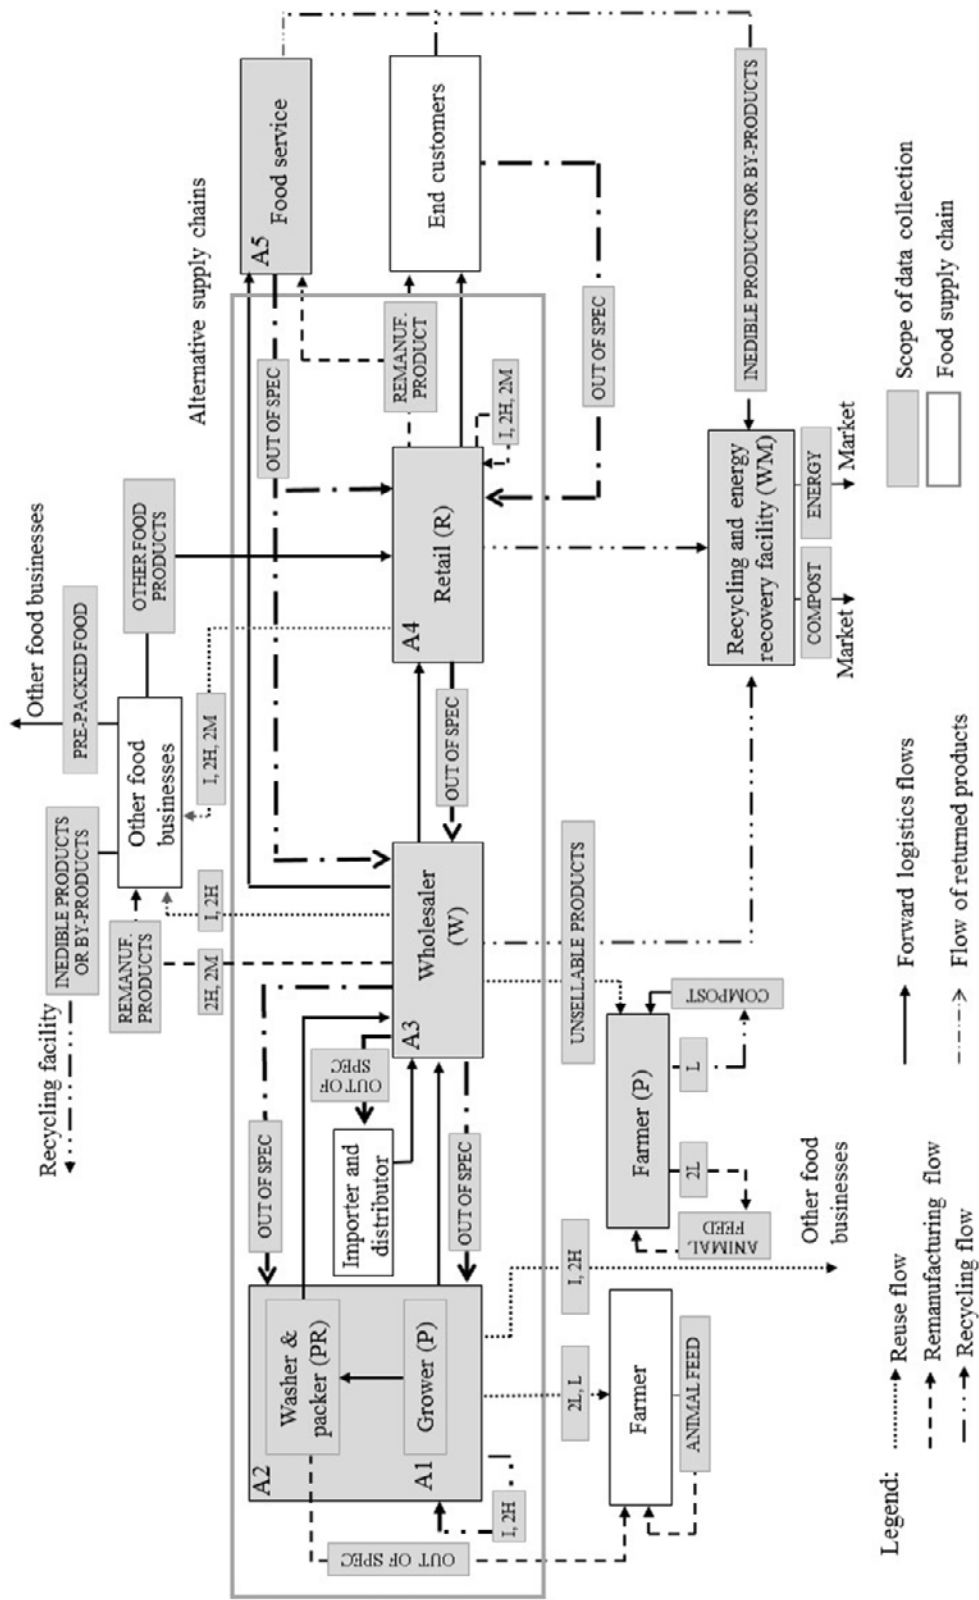 Alternative supply chains
A5
Food service
End customers
OUT OF SPEC
REMANUF.
PRODUCT
OUT OF SPEC
I, 2H, 2M
INEDIBLE PRODUCTS OR BY-PRODUCTS
Other food businesses
PRE-PACKED FOOD
OTHER FOOD
PRODUCTS
Other food
businesses
I, 2H, 2M
A4
Retail (R)
OUT OF SPEC
Recycling and energy
recovery facility (WM)
COMPOST
ENERGY
Market
Market
Recycling facility
INEDIBLE PRODUCTS
OR BY-PRODUCTS
REMANUF.
PRODUCTS
2H, 2M
I, 2H
A3
Wholesaler
(W)
UNSELLABLE PRODUCTS
OUT OF SPEC
OUT OF
SPEC
Importer and
distributor
OUT OF SPEC
Farmer (P)
COMPOST
L
2L
ANIMAL
FEED
A2
Washer &
packer (PR)
A1
Grower (P)
I, 2H
OUT OF SPEC
2L, L
I, 2H
Farmer
ANIMAL FEED
Other food
businesses
Legend:
Reuse flow
Remanufacturing flow
Recycling flow
Forward logistics flows
Flow of returned products
Scope of data collection
Food supply chain